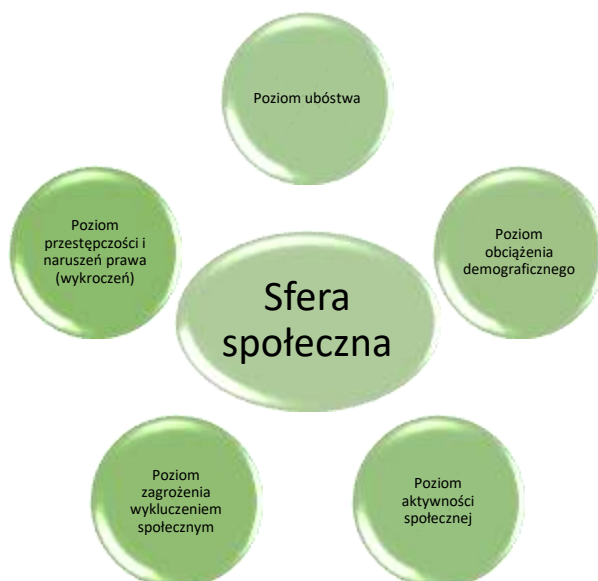 Poziom ubóstwa
Poziom
przestępczości i
naruszeń prawa
(wykroczeń)
Poziom
obciążenia
demograficznego
Sfera
społeczna
Poziom
zagrożenia
wykluczeniem
społecznym
Poziom
aktywności
społecznej